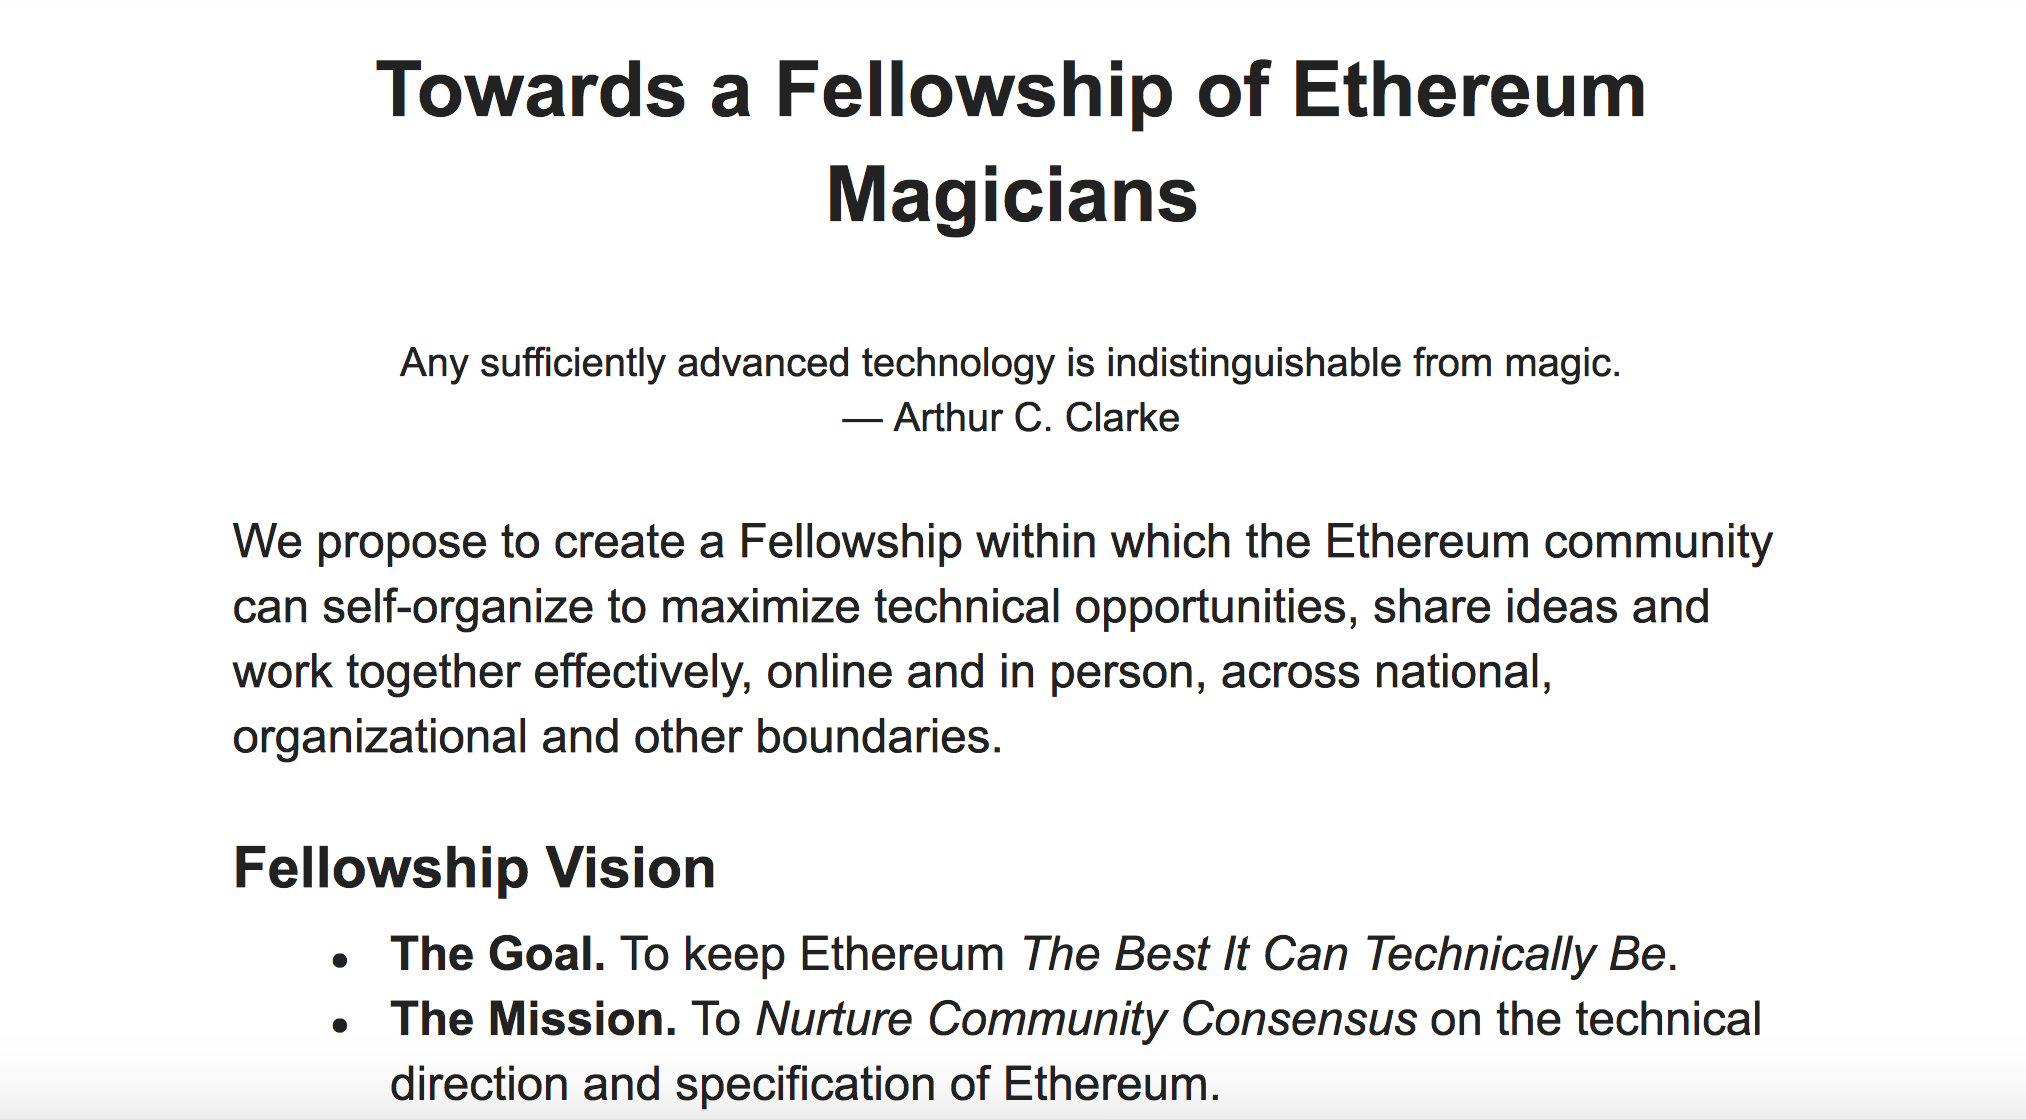 Towards a Fellowship of Ethereum
Magicians
Any sufficiently advanced technology is indistinguishable from magic.
— Arthur C. Clarke
We propose to create a Fellowship within which the Ethereum community
can self-organize to maximize technical opportunities, share ideas and
work together effectively, online and in person, across national,
organizational and other boundaries.
Fellowship Vision
• The Goal. To keep Ethereum The Best It Can Technically Be.
• The Mission. To Nurture Community Consensus on the technical
direction and specification of Ethereum.